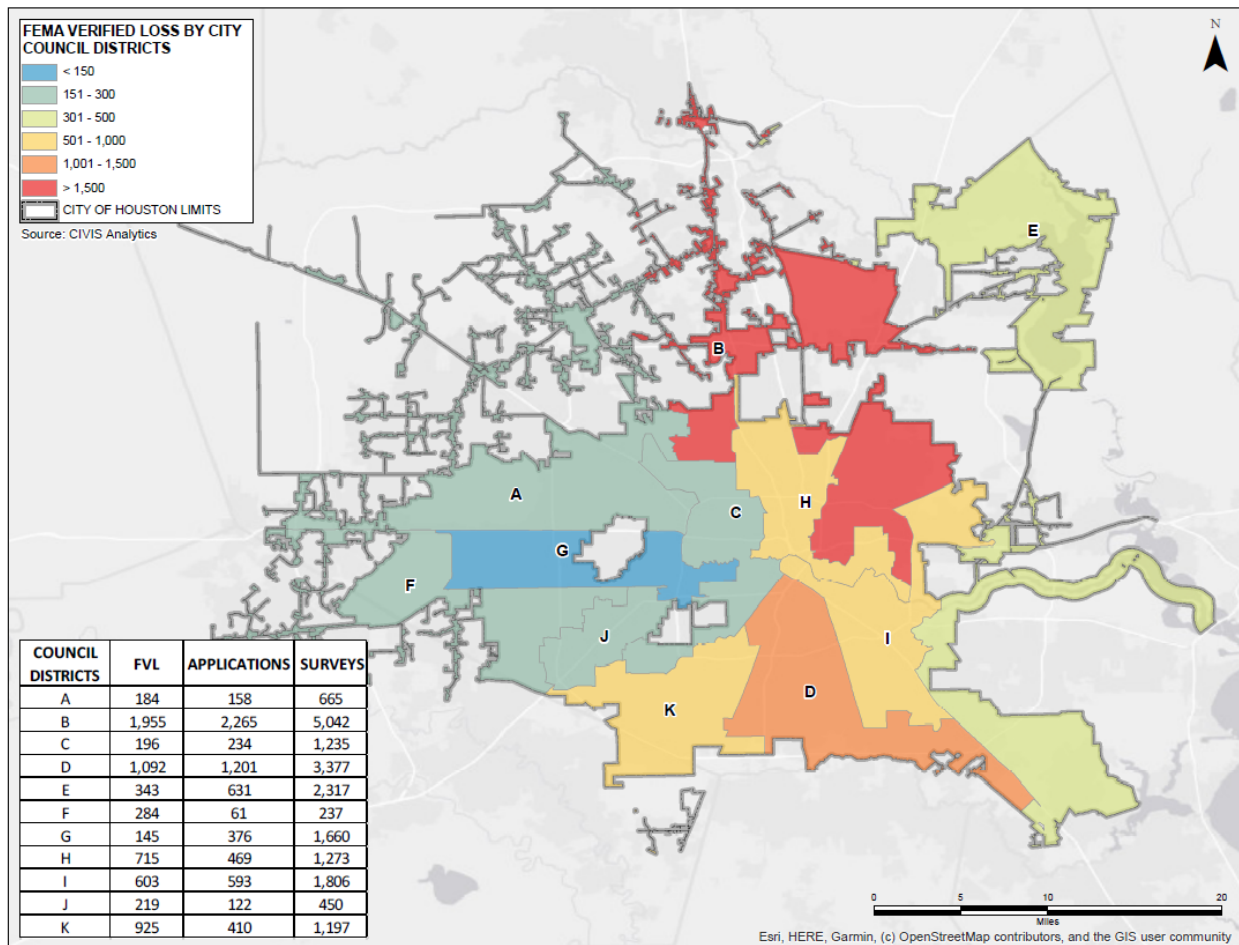 FEMA VERIFIED LOSS BY CITY
COUNCIL DISTRICTS
< 150
151 - 300
301 - 500
501 - 1,000
1,001 - 1,500
> 1,500
CITY OF HOUSTON LIMITS
Source: CIVIS Analytics
N
E
B
A
C
H
G
F
J
I
K
D
COUNCIL DISTRICTS FVL APPLICATIONS SURVEYS
A 184 158 665
B 1,955 2,265 5,042
C 196 234 1,235
D 1,092 1,201 3,377
E 343 631 2,317
F 284 61 237
G 145 376 1,660
H 715 469 1,273
I 603 593 1,806
J 219 122 450
K 925 410 1,197
0 5 10 20
Miles
Esri, HERE, Garmin, (c) OpenStreetMap contributors, and the GIS user community